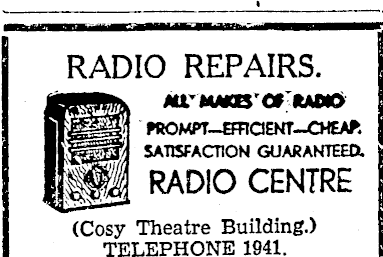 RADIO REPAIRS.
ALL MAKES OF RADIO
PROMPT—EFFICIENT—CHEAP.
SATISFACTION GUARANTEED.
RADIO CENTRE
(Cosy Theatre Building.)
TELEPHONE 1941.